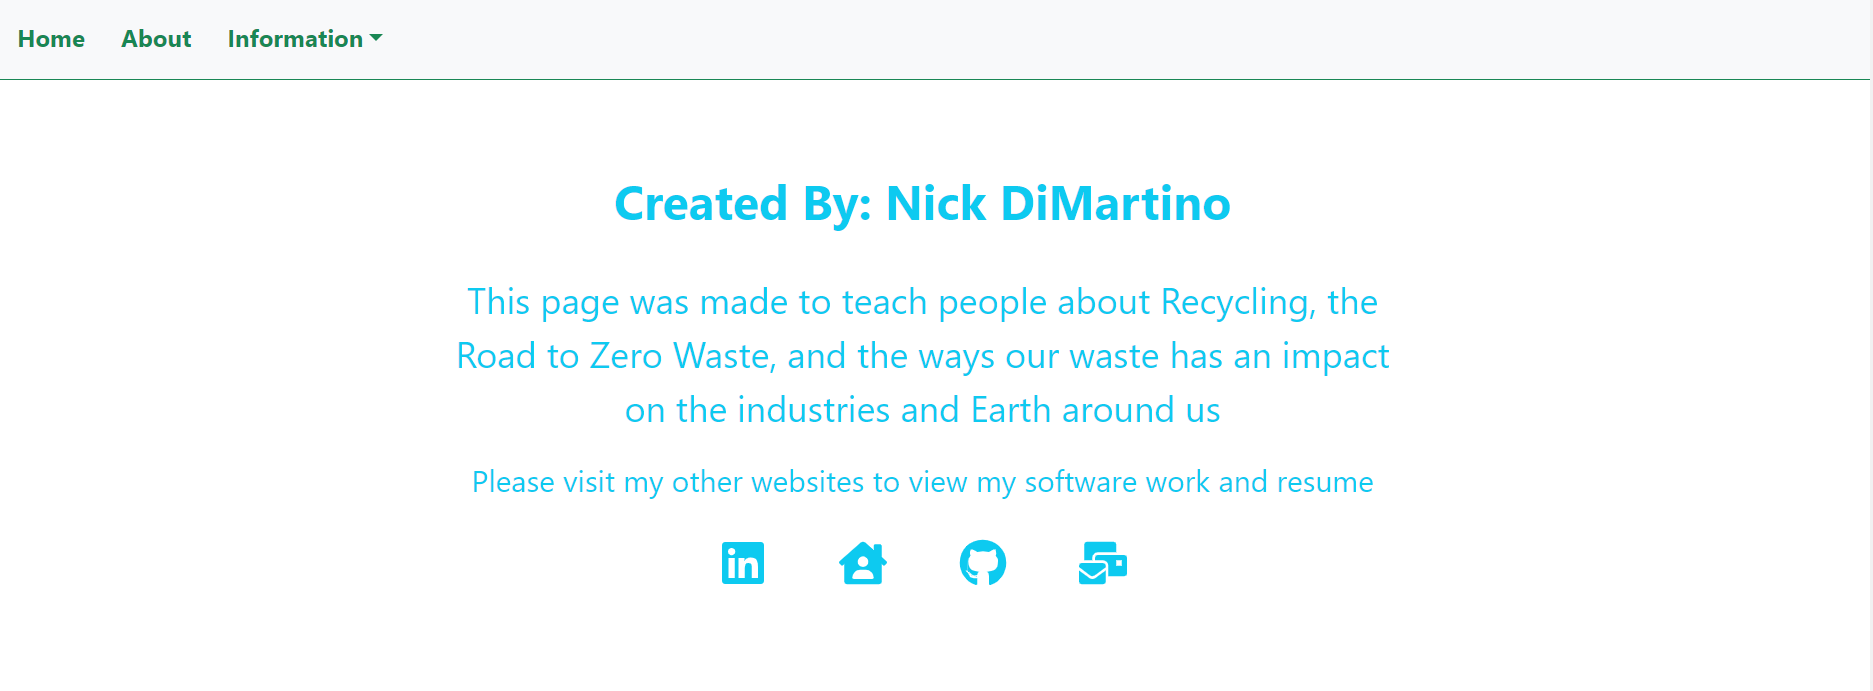 Home About Information
Created By: Nick DiMartino
This page was made to teach people about Recycling, the
Road to Zero Waste, and the ways our waste has an impact
on the industries and Earth around us
Please visit my other websites to view my software work and resume
in